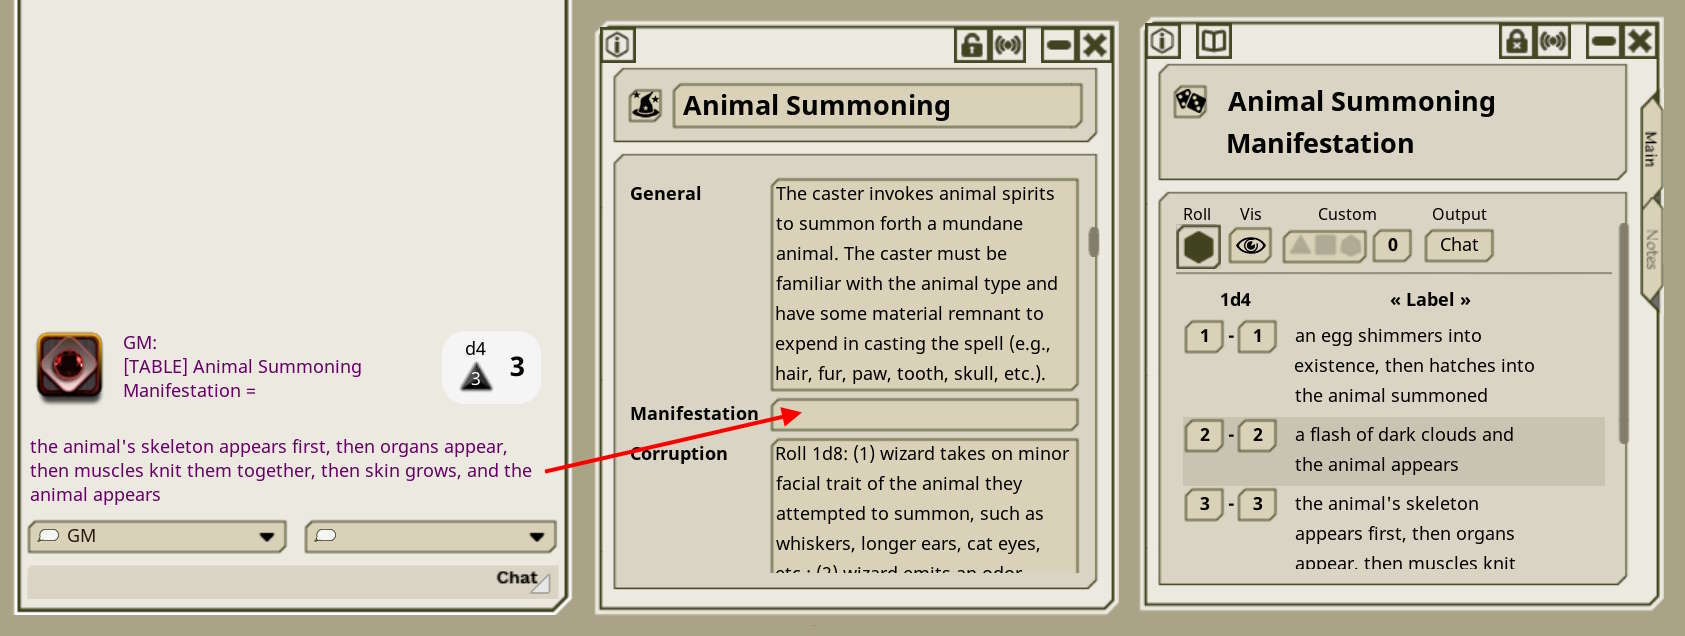 GM:
[TABLE] Animal Summoning
Manifestation =
d4
3
3
the animal's skeleton appears first, then organs appear,
then muscles knit them together, then skin grows, and the
animal appears
GM
Chat
Animal Summoning
General
The caster invokes animal spirits
to summon forth a mundane
animal. The caster must be
familiar with the animal type and
have some material remnant to
expend in casting the spell (e.g.,
hair, fur, paw, tooth, skull, etc.).
Manifestation
Corruption
Roll 1d8: (1) wizard takes on minor
facial trait of the animal they
attempted to summon, such as
whiskers, longer ears, cat eyes,
etc.; (2) wizard emits an odor
Animal Summoning
Manifestation
Main
Notes
Roll Vis Custom Output
0 Chat
1d4 « Label »
1 - 1 an egg shimmers into
existence, then hatches into
the animal summoned
2 - 2 a flash of dark clouds and
the animal appears
3 - 3 the animal's skeleton
appears first, then organs
appear, then muscles knit